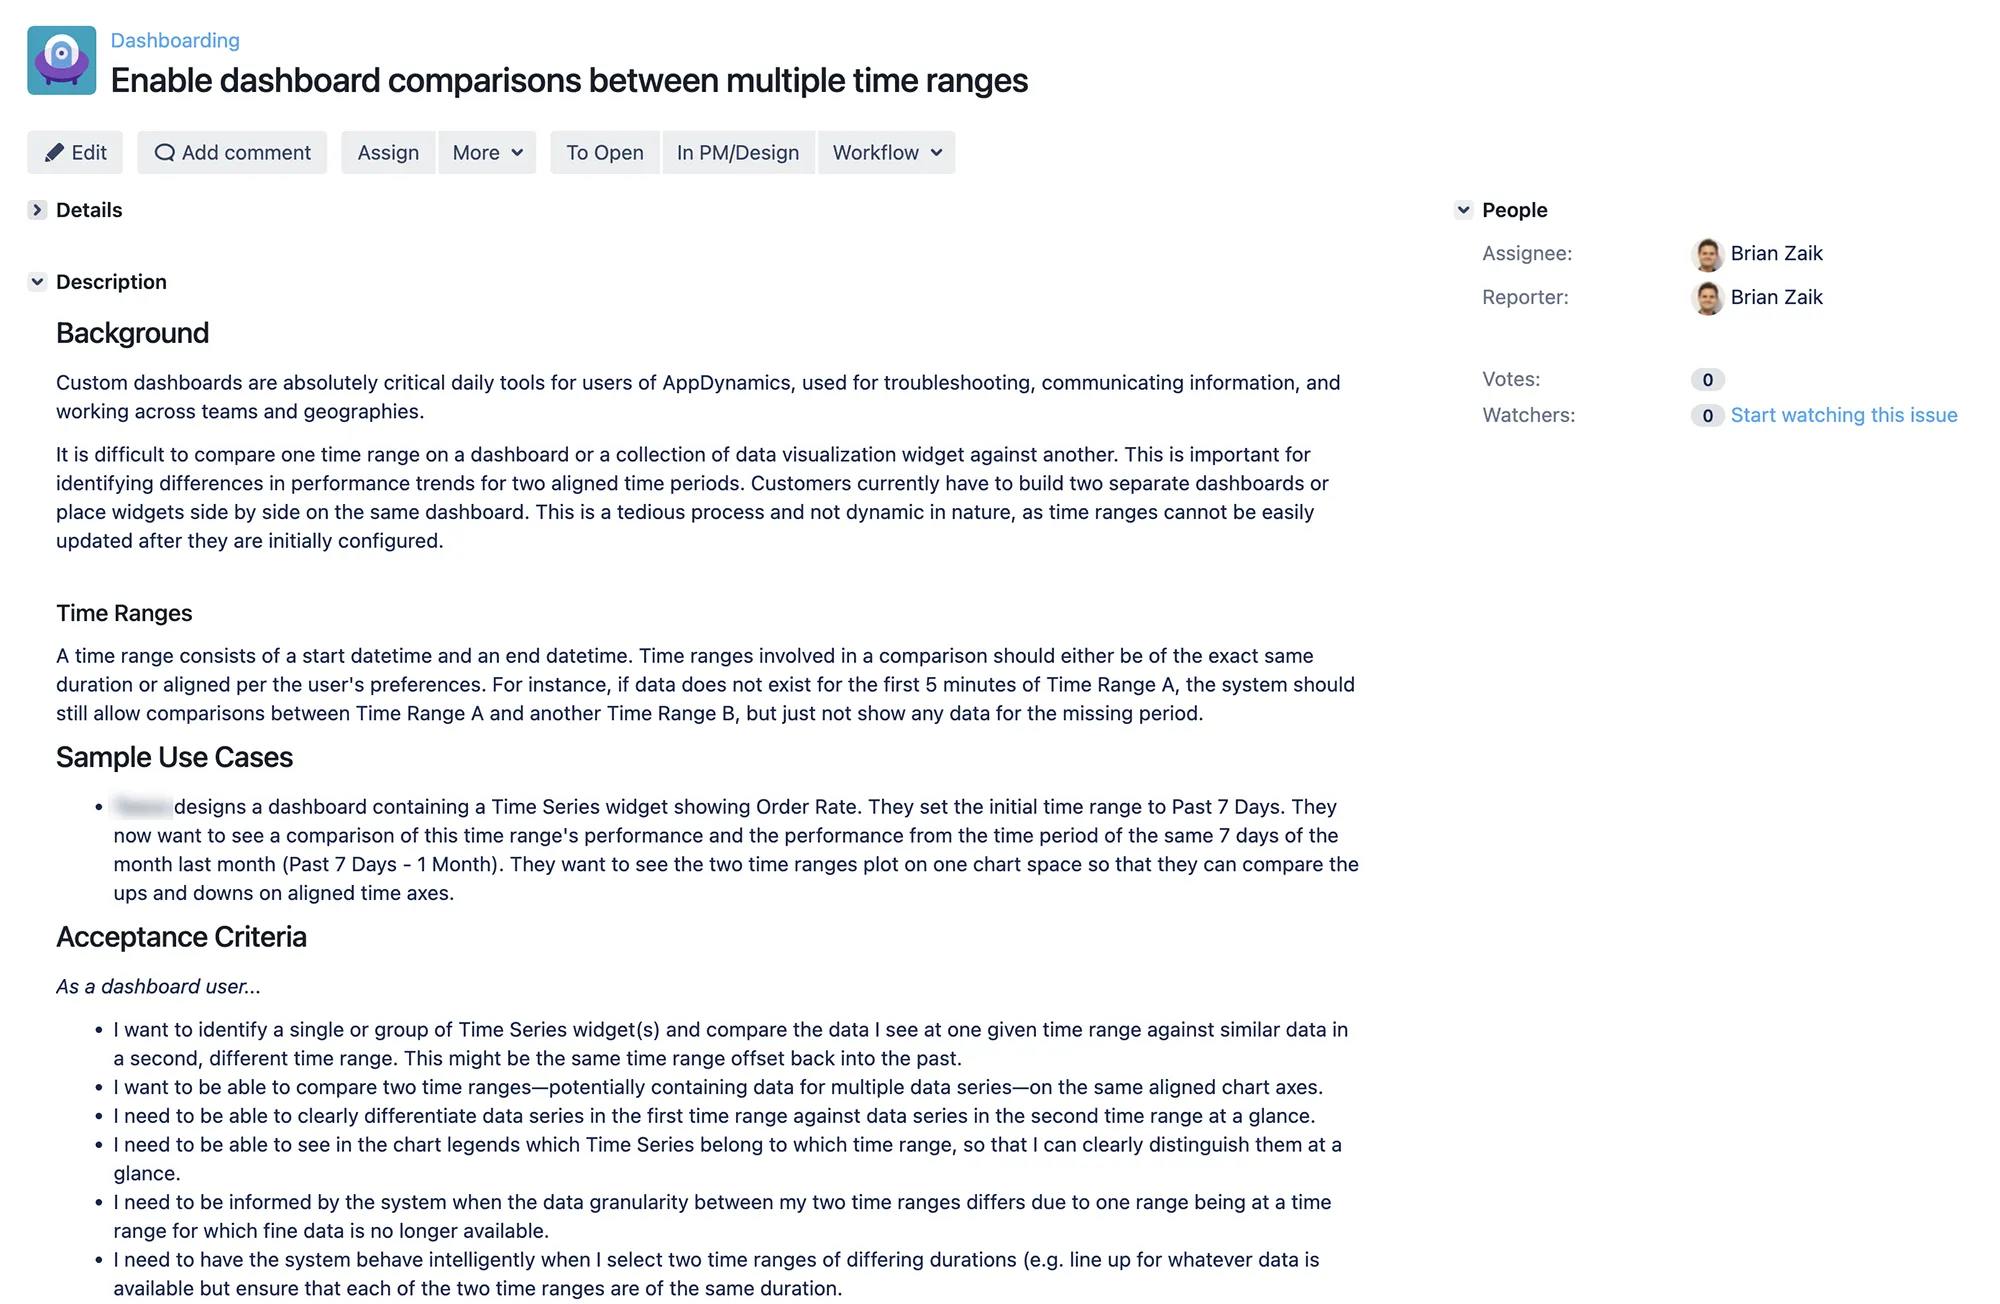 Dashboarding
Enable dashboard comparisons between multiple time ranges
Edit
Add comment
Assign
More
To Open
In PM/Design
Workflow
Details
Description
Background
Custom dashboards are absolutely critical daily tools for users of AppDynamics, used for troubleshooting, communicating information, and
working across teams and geographies.
It is difficult to compare one time range on a dashboard or a collection of data visualization widget against another. This is important for
identifying differences in performance trends for two aligned time periods. Customers currently have to build two separate dashboards or
place widgets side by side on the same dashboard. This is a tedious process and not dynamic in nature, as time ranges cannot be easily
updated after they are initially configured.
Time Ranges
A time range consists of a start datetime and an end datetime. Time ranges involved in a comparison should either be of the exact same
duration or aligned per the user's preferences. For instance, if data does not exist for the first 5 minutes of Time Range A, the system should
still allow comparisons between Time Range A and another Time Range B, but just not show any data for the missing period.
Sample Use Cases
• designs a dashboard containing a Time Series widget showing Order Rate. They set the initial time range to Past 7 Days. They
now want to see a comparison of this time range's performance and the performance from the time period of the same 7 days of the
month last month (Past 7 Days - 1 Month). They want to see the two time ranges plot on one chart space so that they can compare the
ups and downs on aligned time axes.
Acceptance Criteria
As a dashboard user...
• I want to identify a single or group of Time Series widget(s) and compare the data I see at one given time range against similar data in
a second, different time range. This might be the same time range offset back into the past.
• I want to be able to compare two time ranges—potentially containing data for multiple data series—on the same aligned chart axes.
• I need to be able to clearly differentiate data series in the first time range against data series in the second time range at a glance.
• I need to be able to see in the chart legends which Time Series belong to which time range, so that I can clearly distinguish them at a
glance.
• I need to be informed by the system when the data granularity between my two time ranges differs due to one range being at a time
range for which fine data is no longer available.
• I need to have the system behave intelligently when I select two time ranges of differing durations (e.g. line up for whatever data is
available but ensure that each of the two time ranges are of the same duration.
People
Assignee: Brian Zaik
Reporter: Brian Zaik
Votes: 0
Watchers: 0 Start watching this issue